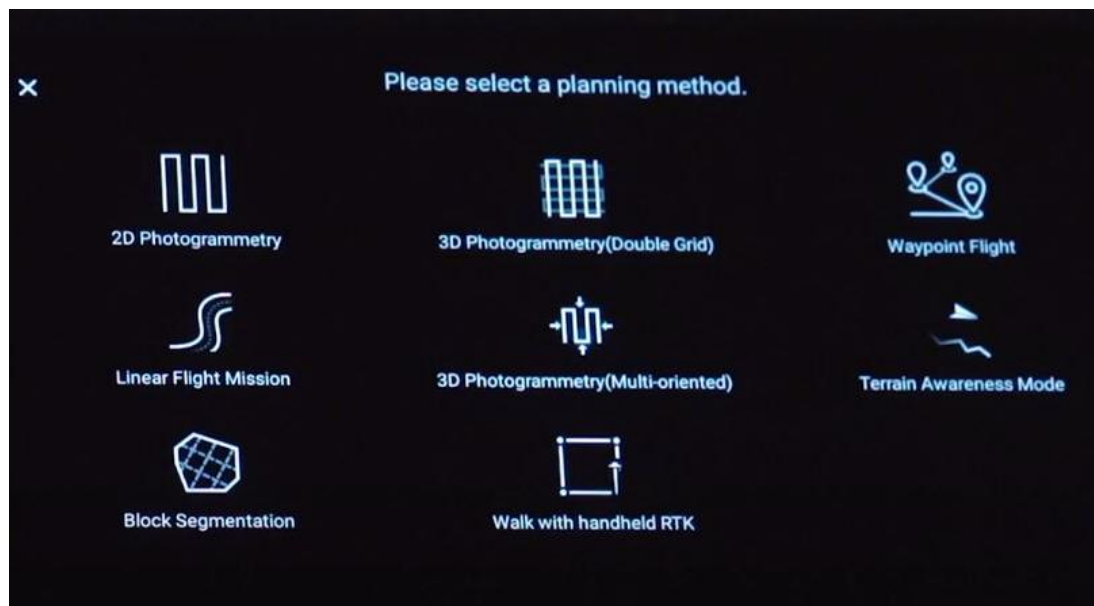 Please select a planning method.
2D Photogrammetry
3D Photogrammetry(Double Grid)
Waypoint Flight
Linear Flight Mission
3D Photogrammetry(Multi-oriented)
Terrain Awareness Mode
Block Segmentation
Walk with handheld RTK